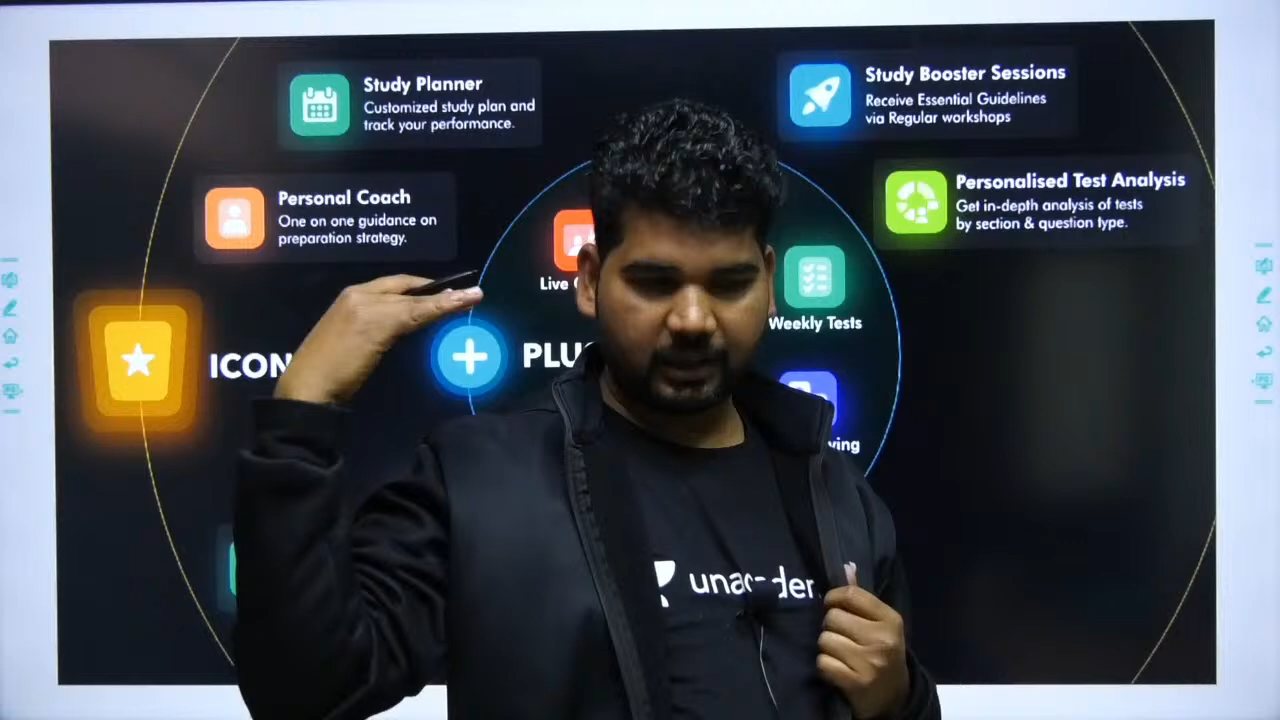 Study Planner
Customized study plan and
track your performance.
Study Booster Sessions
Receive Essential Guidelines
via Regular workshops
Personal Coach
One on one guidance on
preparation strategy.
Personalised Test Analysis
Get in-depth analysis of tests
by section & question type.
Live
Weekly Tests
ICON
PLU